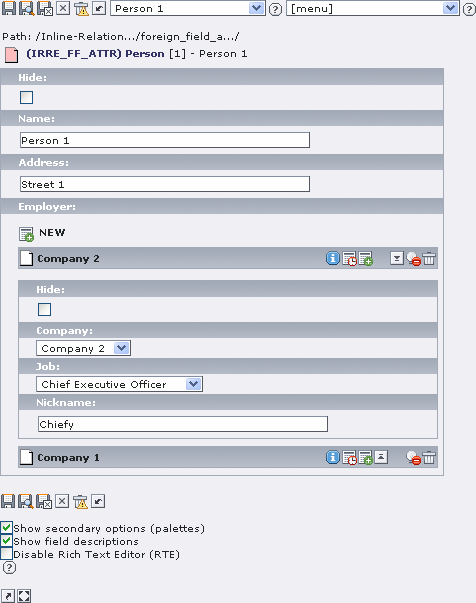 Person 1
[menu]
Path: /Inline-Relation.../foreign_field_a.../
(IRRE_FF_ATTR) Person [1] - Person 1
Hide:
Name:
Person 1
Address:
Street 1
Employer:
NEW
Company 2
Hide:
Company:
Company 2
Job:
Chief Executive Officer
Nickname:
Chiefy
Company 1
Show secondary options (palettes)
Show field descriptions
Disable Rich Text Editor (RTE)